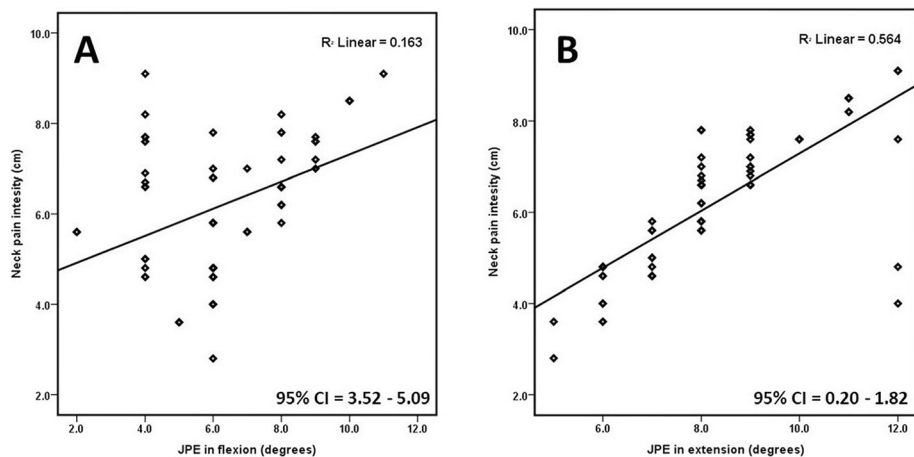 A
R² Linear = 0.163
Neck pain intesity (cm)
10.0
8.0
6.0
4.0
2.0
95% CI = 3.52 - 5.09
2.0 4.0 6.0 8.0 10.0 12.0
JPE in flexion (degrees)
B
R² Linear = 0.564
Neck pain intesity (cm)
10.0
8.0
6.0
4.0
2.0
95% CI = 0.20 - 1.82
6.0 8.0 10.0 12.0
JPE in extension (degrees)